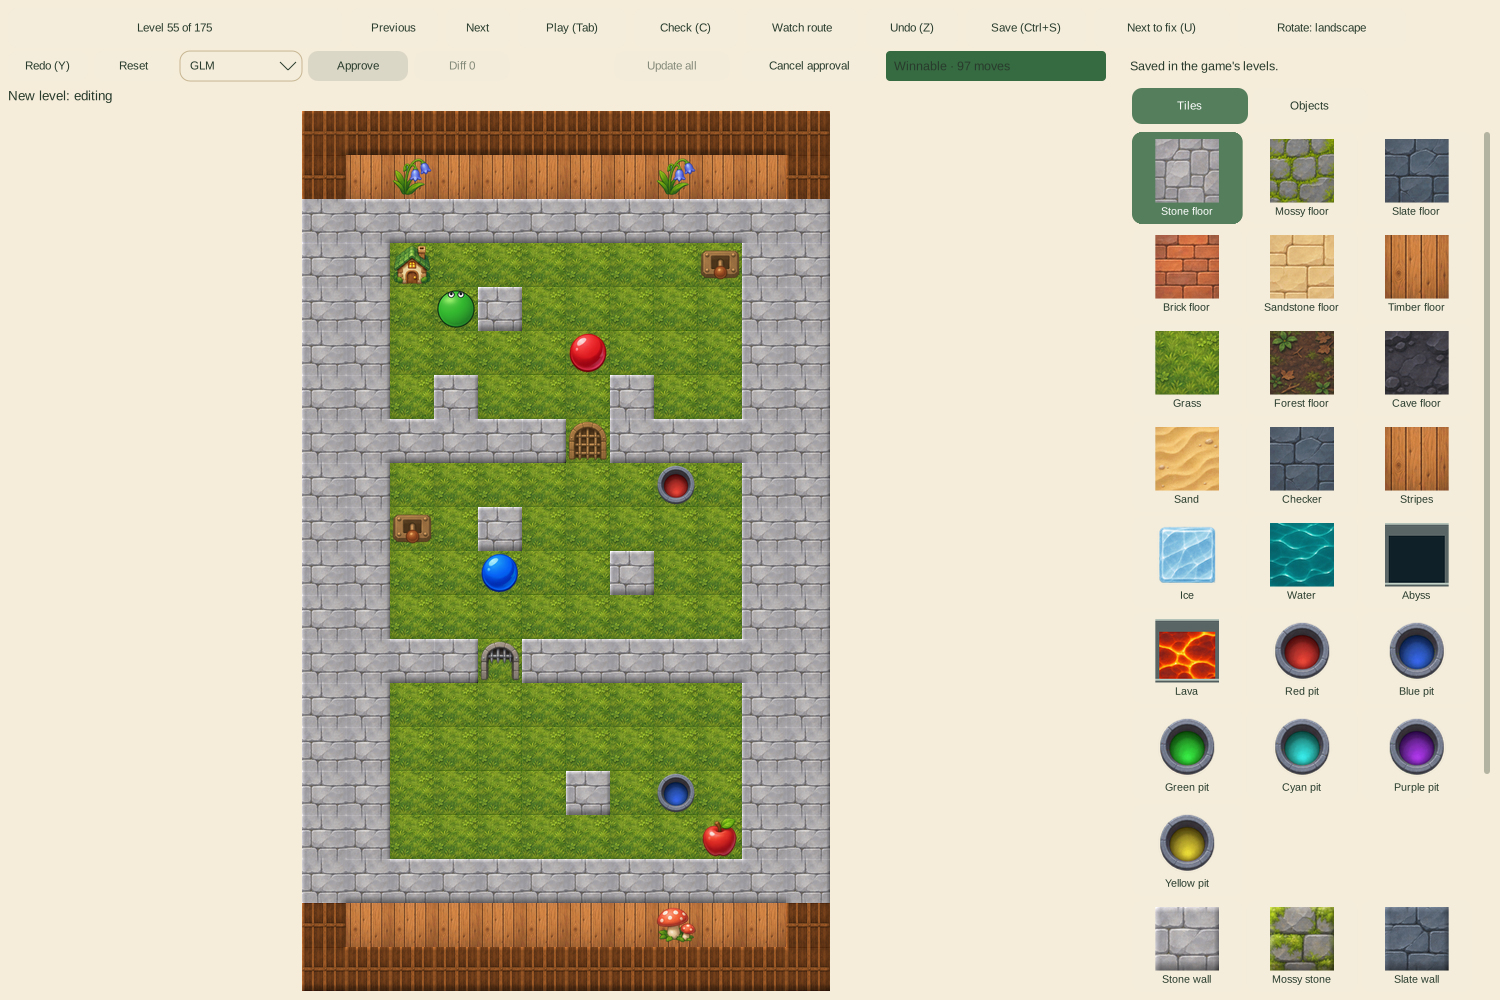 Level 55 of 175
Previous
Next
Play (Tab)
Check (C)
Watch route
Undo (Z)
Save (Ctrl+S)
Next to fix (U)
Rotate: landscape
Redo (Y)
Reset
GLM
Approve
Diff 0
Update all
Cancel approval
Winnable · 97 moves
Saved in the game's levels.
New level: editing
Tiles
Objects
Stone floor
Mossy floor
Slate floor
Brick floor
Sandstone floor
Timber floor
Grass
Forest floor
Cave floor
Sand
Checker
Stripes
Ice
Water
Abyss
Lava
Red pit
Blue pit
Green pit
Cyan pit
Purple pit
Yellow pit
Stone wall
Mossy stone
Slate wall